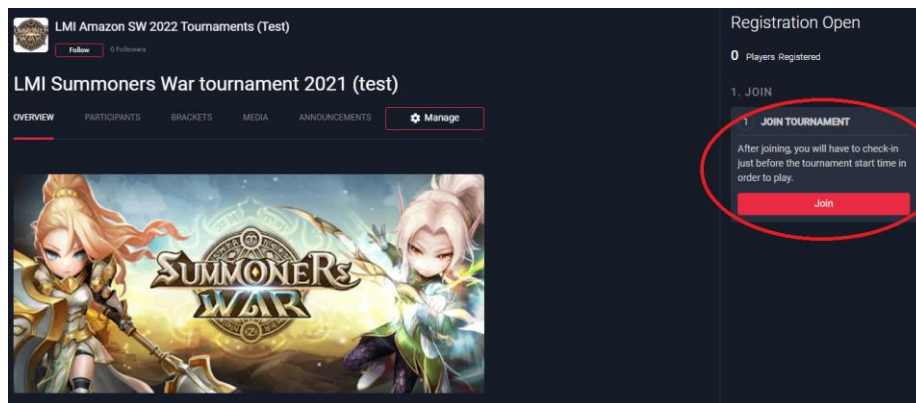 LMI Amazon SW 2022 Tournaments (Test)
Follow 0 Followers
LMI Summoners War tournament 2021 (test)
OVERVIEW PARTICIPANTS BRACKETS MEDIA ANNOUNCEMENTS Manage
SUMMONERS
WAR
Registration Open
0 Players Registered
1. JOIN
1 JOIN TOURNAMENT
After joining, you will have to check-in
just before the tournament start time in
order to play.
Join